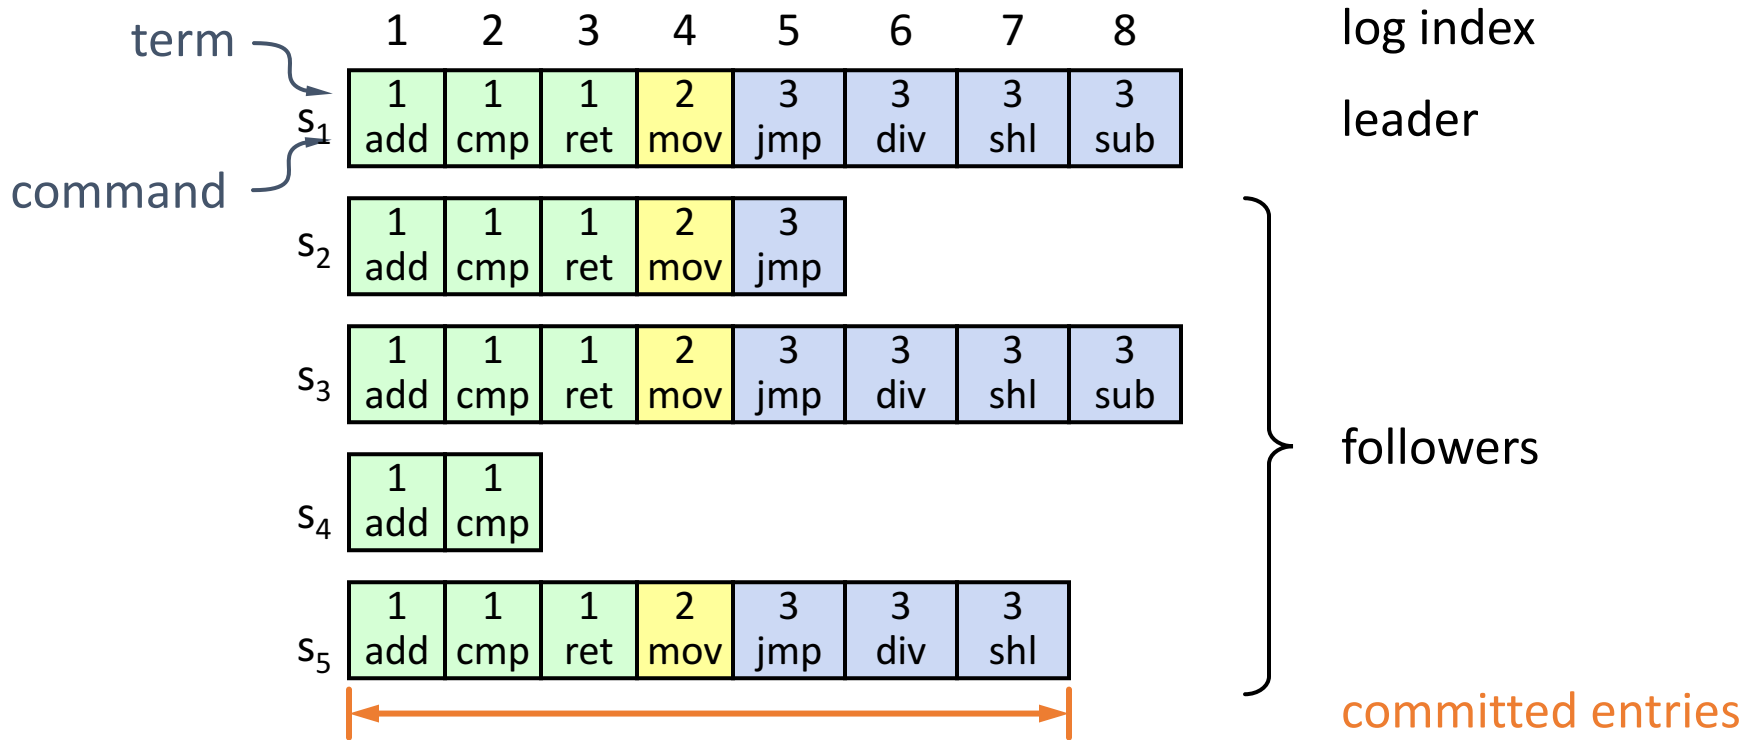 term
1 2 3 4 5 6 7 8
log index
s1
1 1 1 2 3 3 3 3
add cmp ret mov jmp div shl sub
leader
command
s2
1 1 1 2 3
add cmp ret mov jmp
s3
1 1 1 2 3 3 3 3
add cmp ret mov jmp div shl sub
followers
s4
1 1
add cmp
s5
1 1 1 2 3 3 3
add cmp ret mov jmp div shl
committed entries